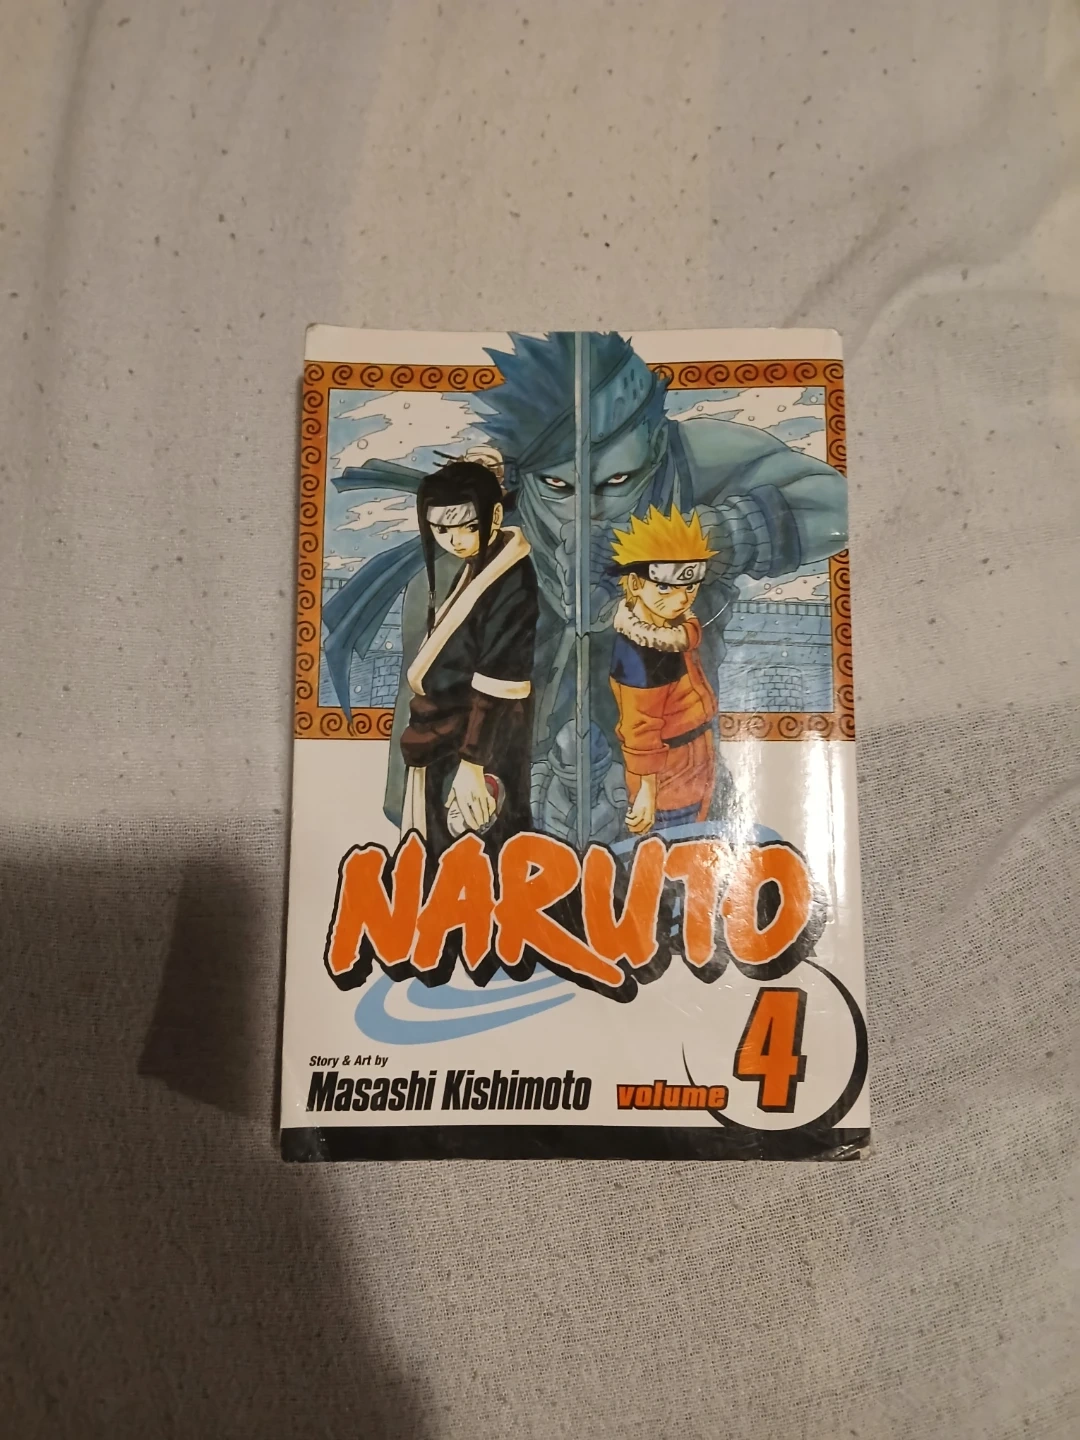 NARUTO
4
Story & Art by
Masashi Kishimoto
volume